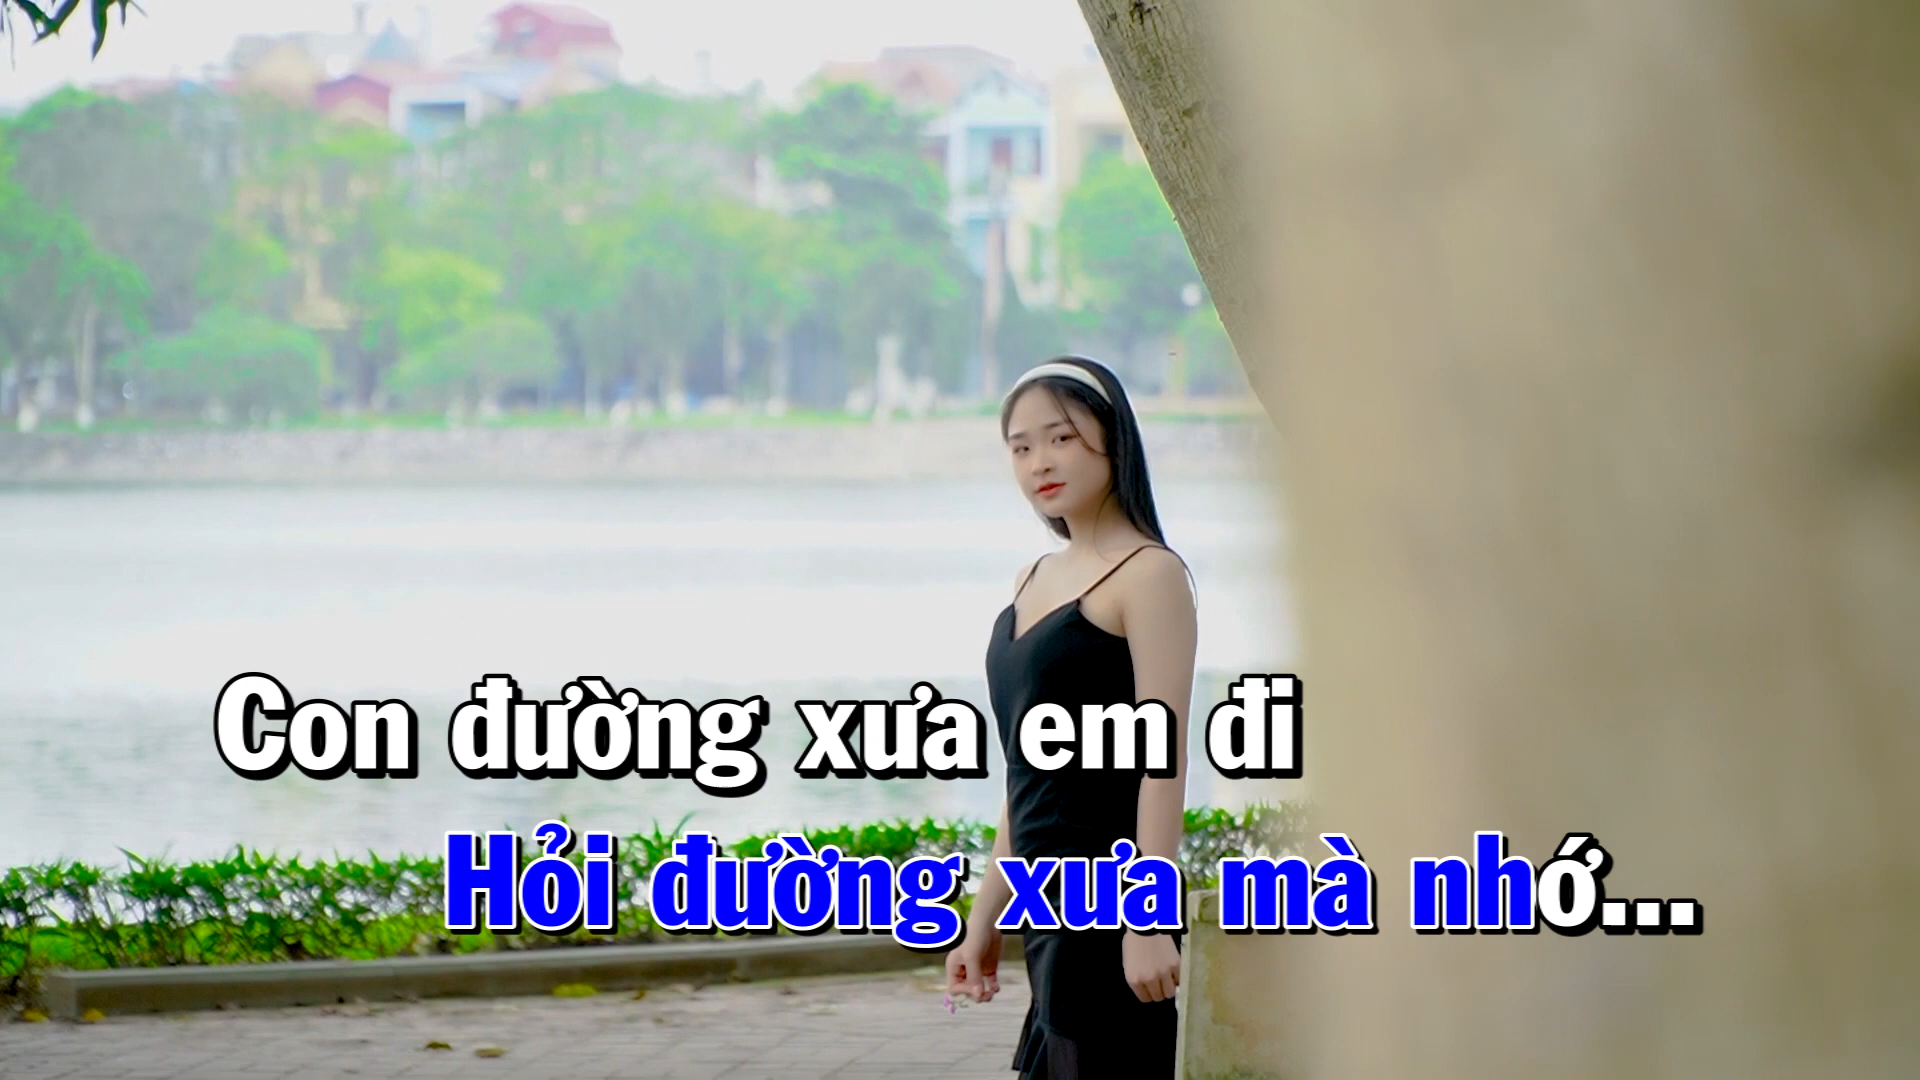 Con đường xưa em đi
Hỏi đường xưa mà nhớ...